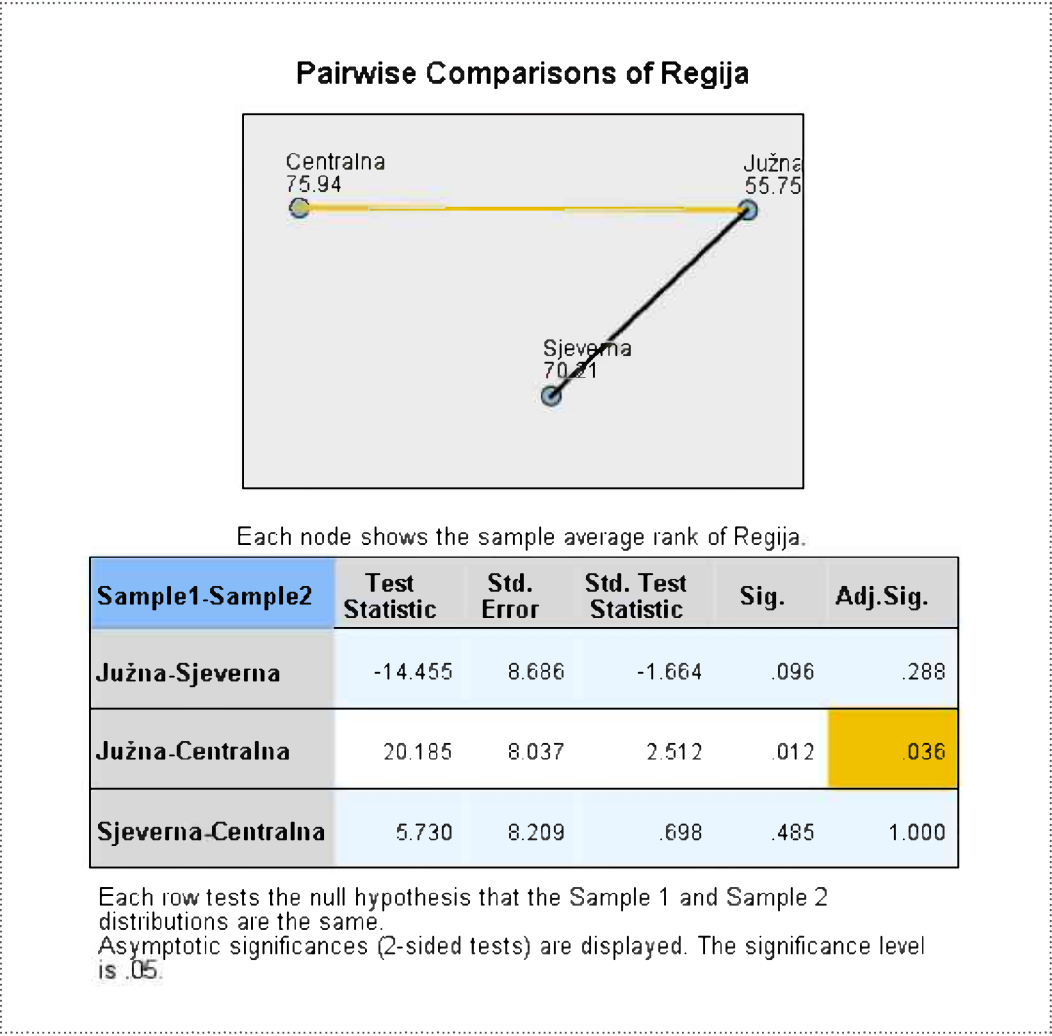 Pairwise Comparisons of Regija
Centralna
75.94
Južna
55.75
Sjeverna
70.21
Each node shows the sample average rank of Regija.
Sample1-Sample2 Test Statistic Std. Error Std. Test Statistic Sig. Adj.Sig.
Južna-Sjeverna -14.455 8.686 -1.664 .096 .288
Južna-Centralna 20.185 8.037 2.512 .012 .036
Sjeverna-Centralna 5.730 8.209 .698 .485 1.000
Each row tests the null hypothesis that the Sample 1 and Sample 2
distributions are the same.
Asymptotic significances (2-sided tests) are displayed. The significance level
is .05.